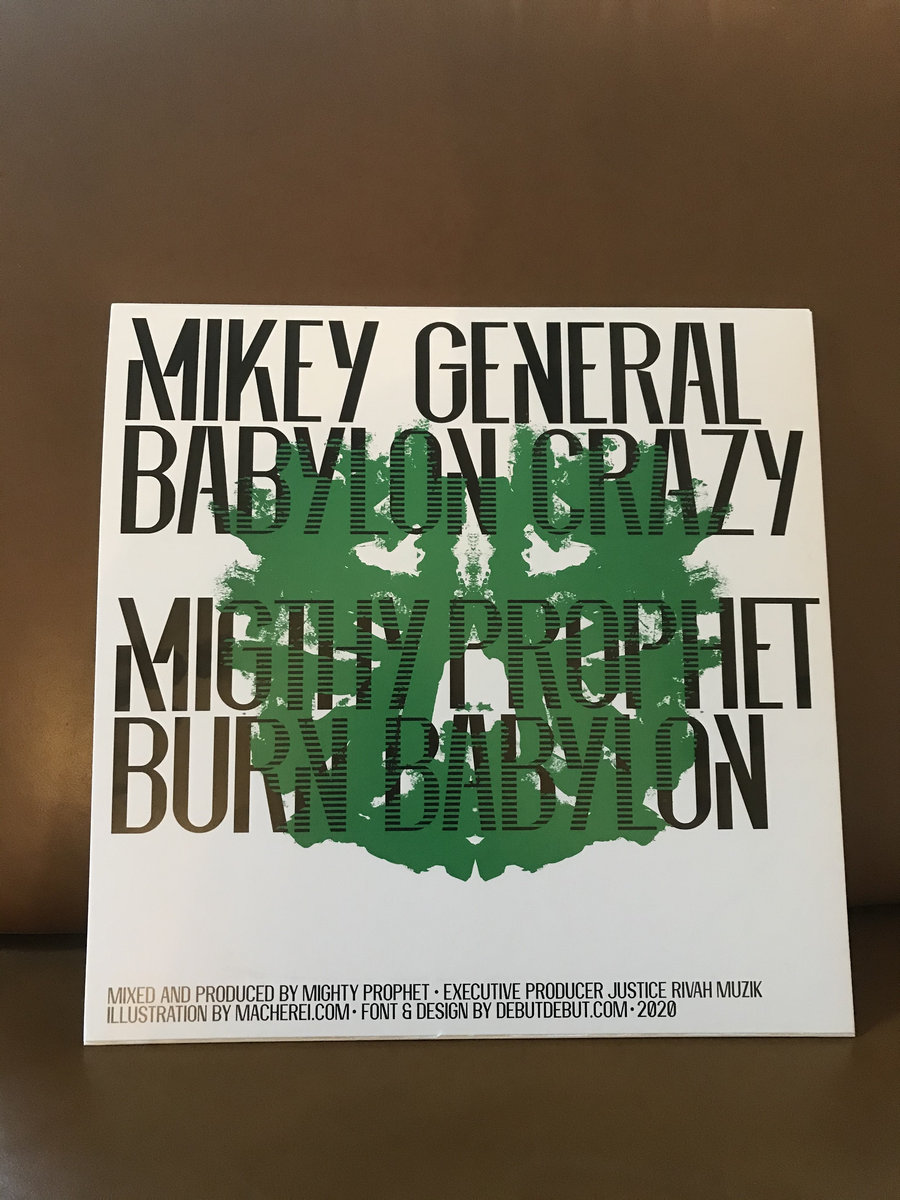 MIKEY GENERAL
BABYLON CRAZY
MIGTHY PROPHET
BURN BABYLON
MIXED AND PRODUCED BY MIGHTY PROPHET • EXECUTIVE PRODUCER JUSTICE RIVAH MUZIK
ILLUSTRATION BY MACHEREI.COM • FONT & DESIGN BY DEBUTDEBUT.COM • 2020